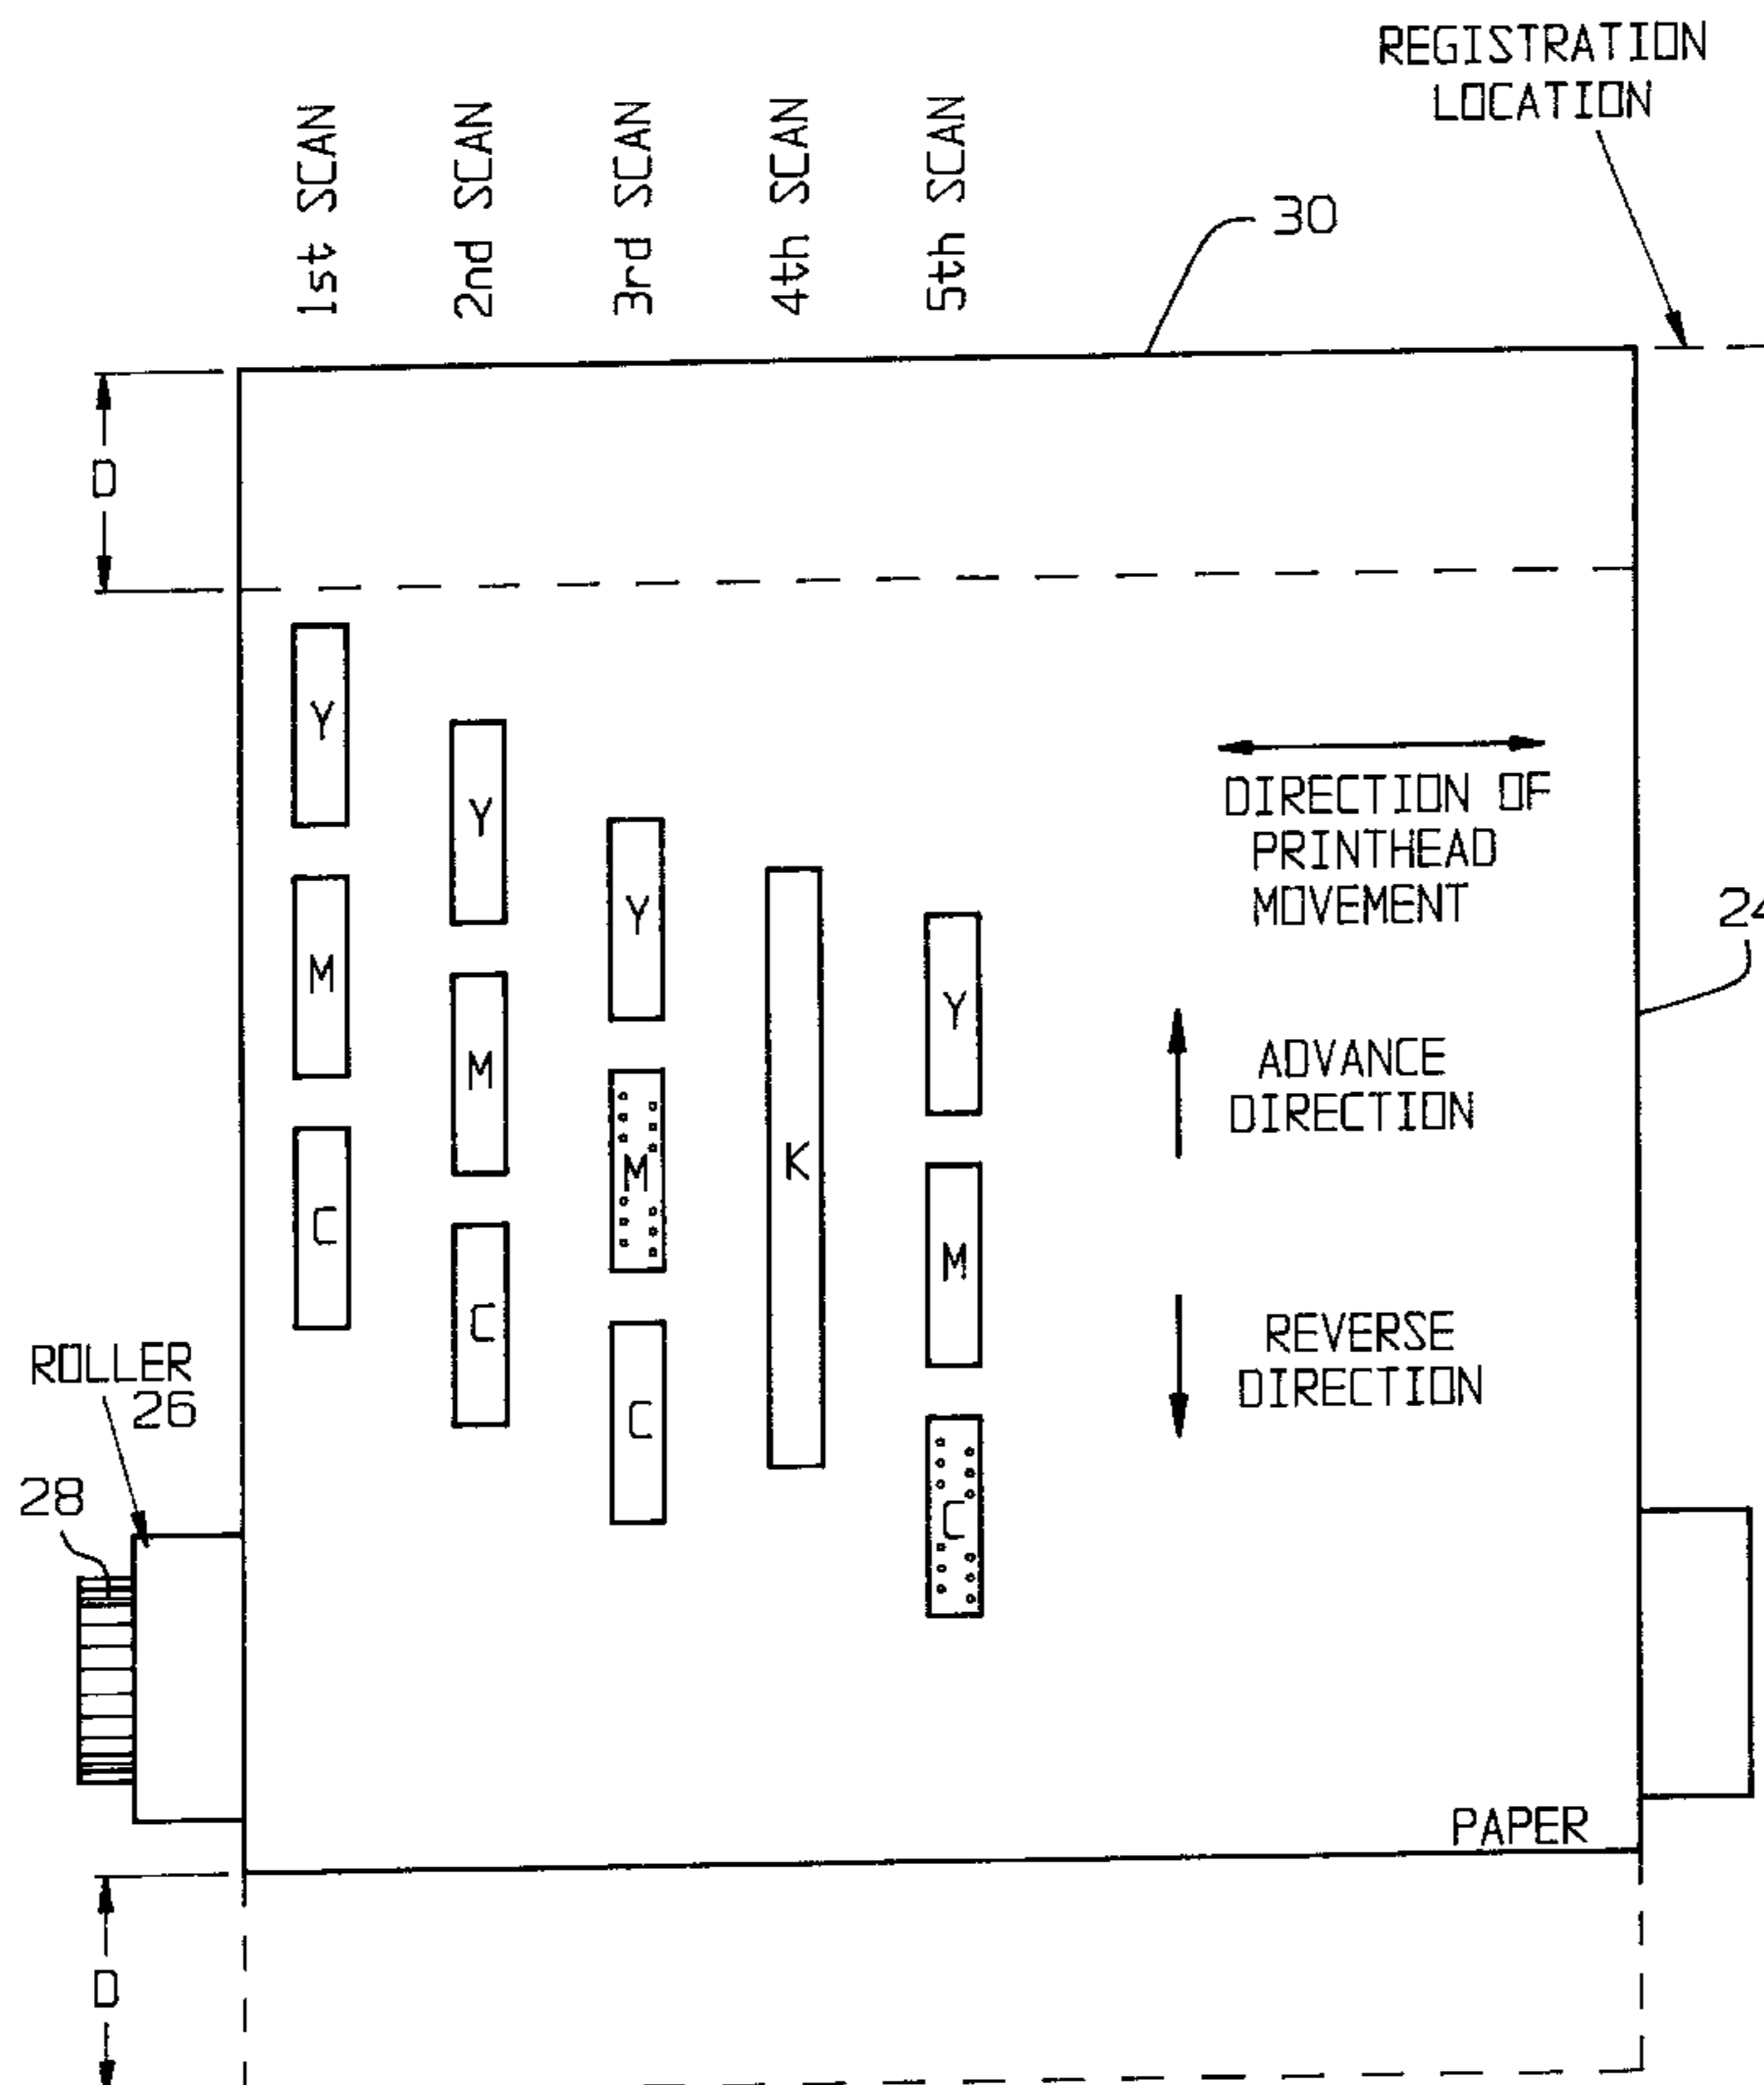 REGISTRATION
LOCATION
1st SCAN
2nd SCAN
3rd SCAN
4th SCAN
5th SCAN
30
D
Y
M
C
Y
M
C
Y
M
C
K
Y
M
C
DIRECTION OF
PRINTHEAD
MOVEMENT
24
ADVANCE
DIRECTION
REVERSE
DIRECTION
ROLLER
26
28
PAPER
D